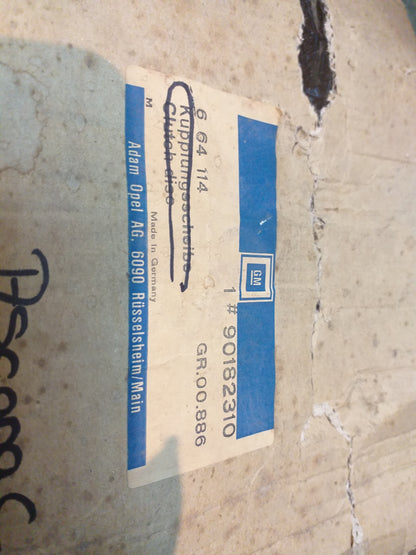 GM
1 # 90182310
6 64 114 GR.00.886
Kupplungsscheibe
Clutch disc
Made in Germany
M
Adam Opel AG, 6090 Rüsselsheim/Main
Ascona C